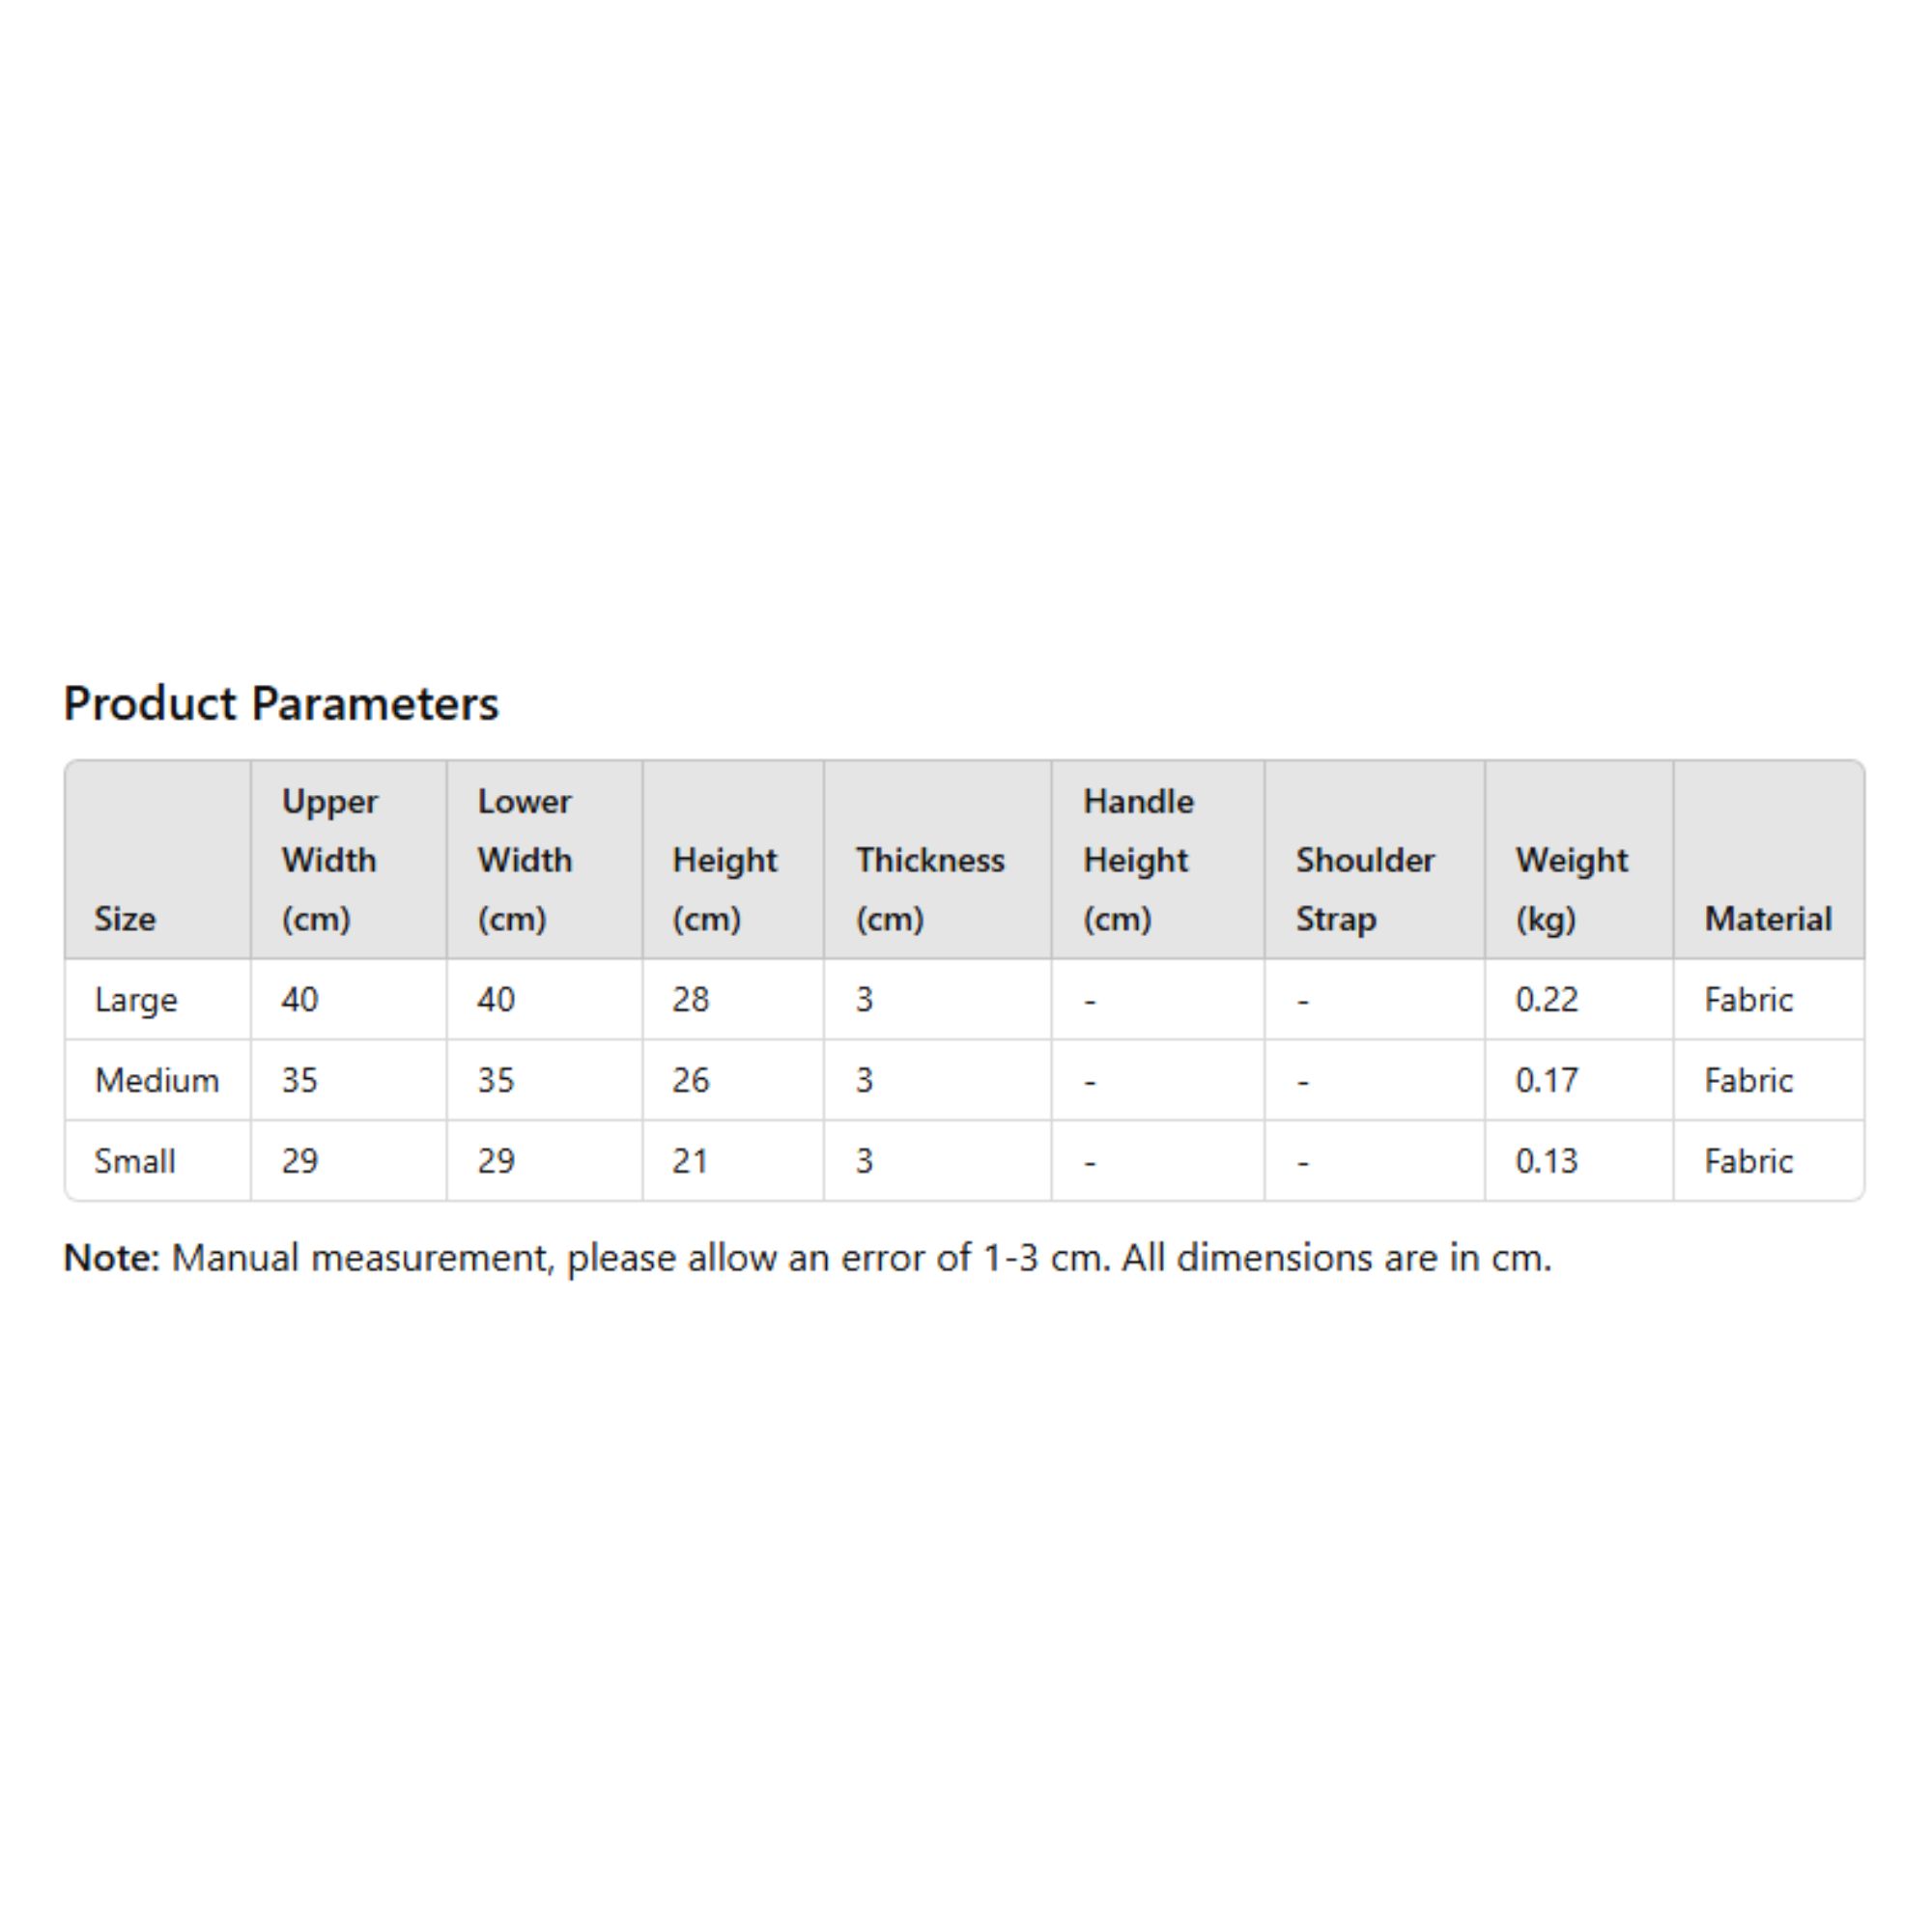 Product Parameters
Upper Lower Handle
Width Width Height Thickness Height Shoulder Weight
Size (cm) (cm) (cm) (cm) (cm) Strap (kg) Material
Large 40 40 28 3 - - 0.22 Fabric
Medium 35 35 26 3 - - 0.17 Fabric
Small 29 29 21 3 - - 0.13 Fabric
Note: Manual measurement, please allow an error of 1-3 cm. All dimensions are in cm.